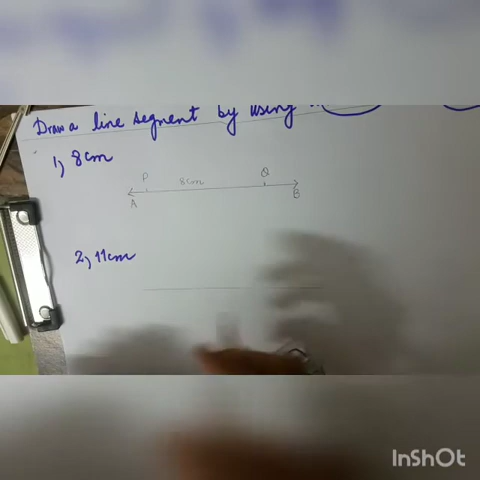 Draw a line segment by using
1, 8cm
P Q
8cm
A B
2, 11cm
InShOt